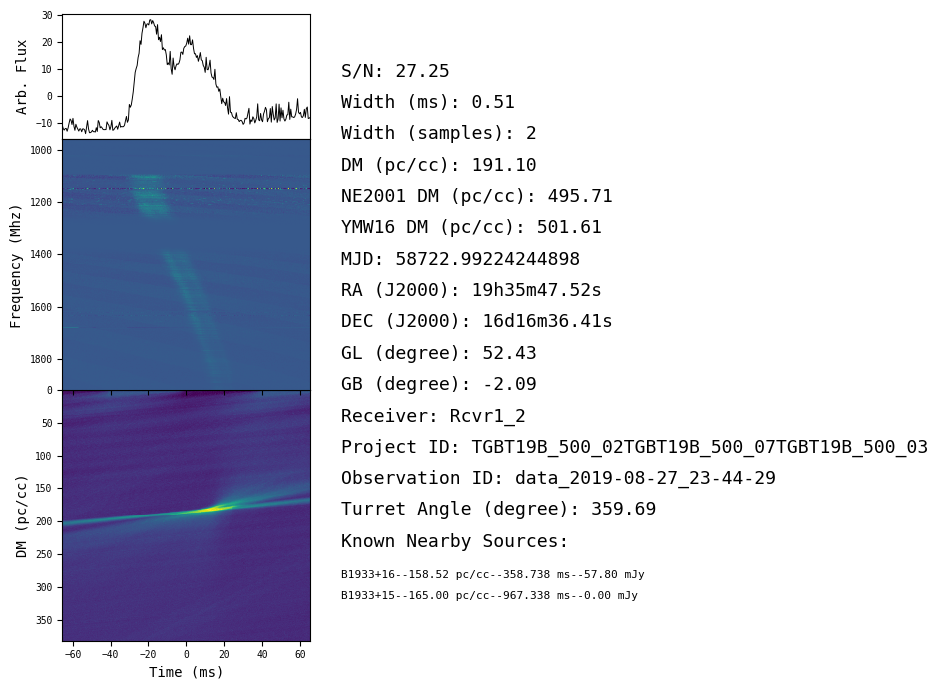 30
20
10
0
−10
Arb. Flux
1000
1200
1400
1600
1800
Frequency (Mhz)
0
50
100
150
200
250
300
350
DM (pc/cc)
−60 −40 −20 0 20 40 60
Time (ms)
S/N: 27.25
Width (ms): 0.51
Width (samples): 2
DM (pc/cc): 191.10
NE2001 DM (pc/cc): 495.71
YMW16 DM (pc/cc): 501.61
MJD: 58722.99224244898
RA (J2000): 19h35m47.52s
DEC (J2000): 16d16m36.41s
GL (degree): 52.43
GB (degree): -2.09
Receiver: Rcvr1_2
Project ID: TGBT19B_500_02TGBT19B_500_07TGBT19B_500_03
Observation ID: data_2019-08-27_23-44-29
Turret Angle (degree): 359.69
Known Nearby Sources:
B1933+16--158.52 pc/cc--358.738 ms--57.80 mJy
B1933+15--165.00 pc/cc--967.338 ms--0.00 mJy